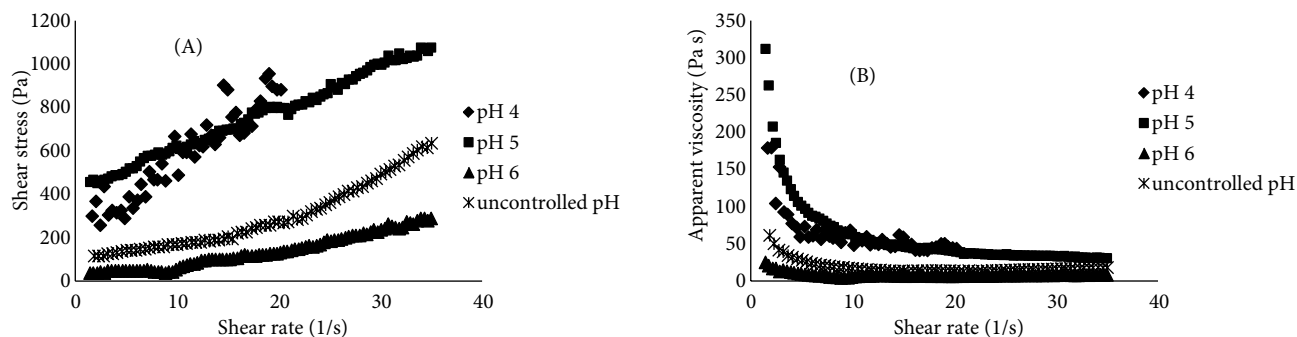 (A)
Shear stress (Pa)
1200
1000
800
600
400
200
0
0 10 20 30 40
Shear rate (1/s)
pH 4
pH 5
pH 6
uncontrolled pH
(B)
Apparent viscosity (Pa s)
350
300
250
200
150
100
50
0
0 10 20 30 40
Shear rate (1/s)
pH 4
pH 5
pH 6
uncontrolled pH